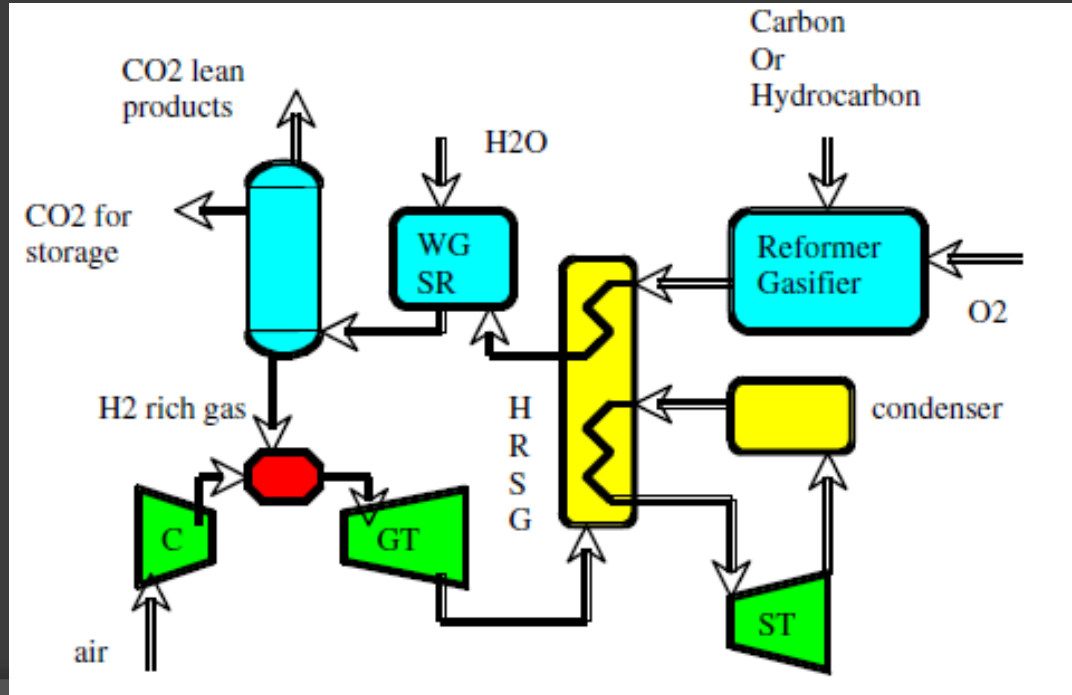 Carbon
Or
Hydrocarbon
CO2 lean
products
H2O
CO2 for
storage
WG
SR
Reformer
Gasifier
O2
H2 rich gas
H
R
S
G
condenser
C
GT
ST
air